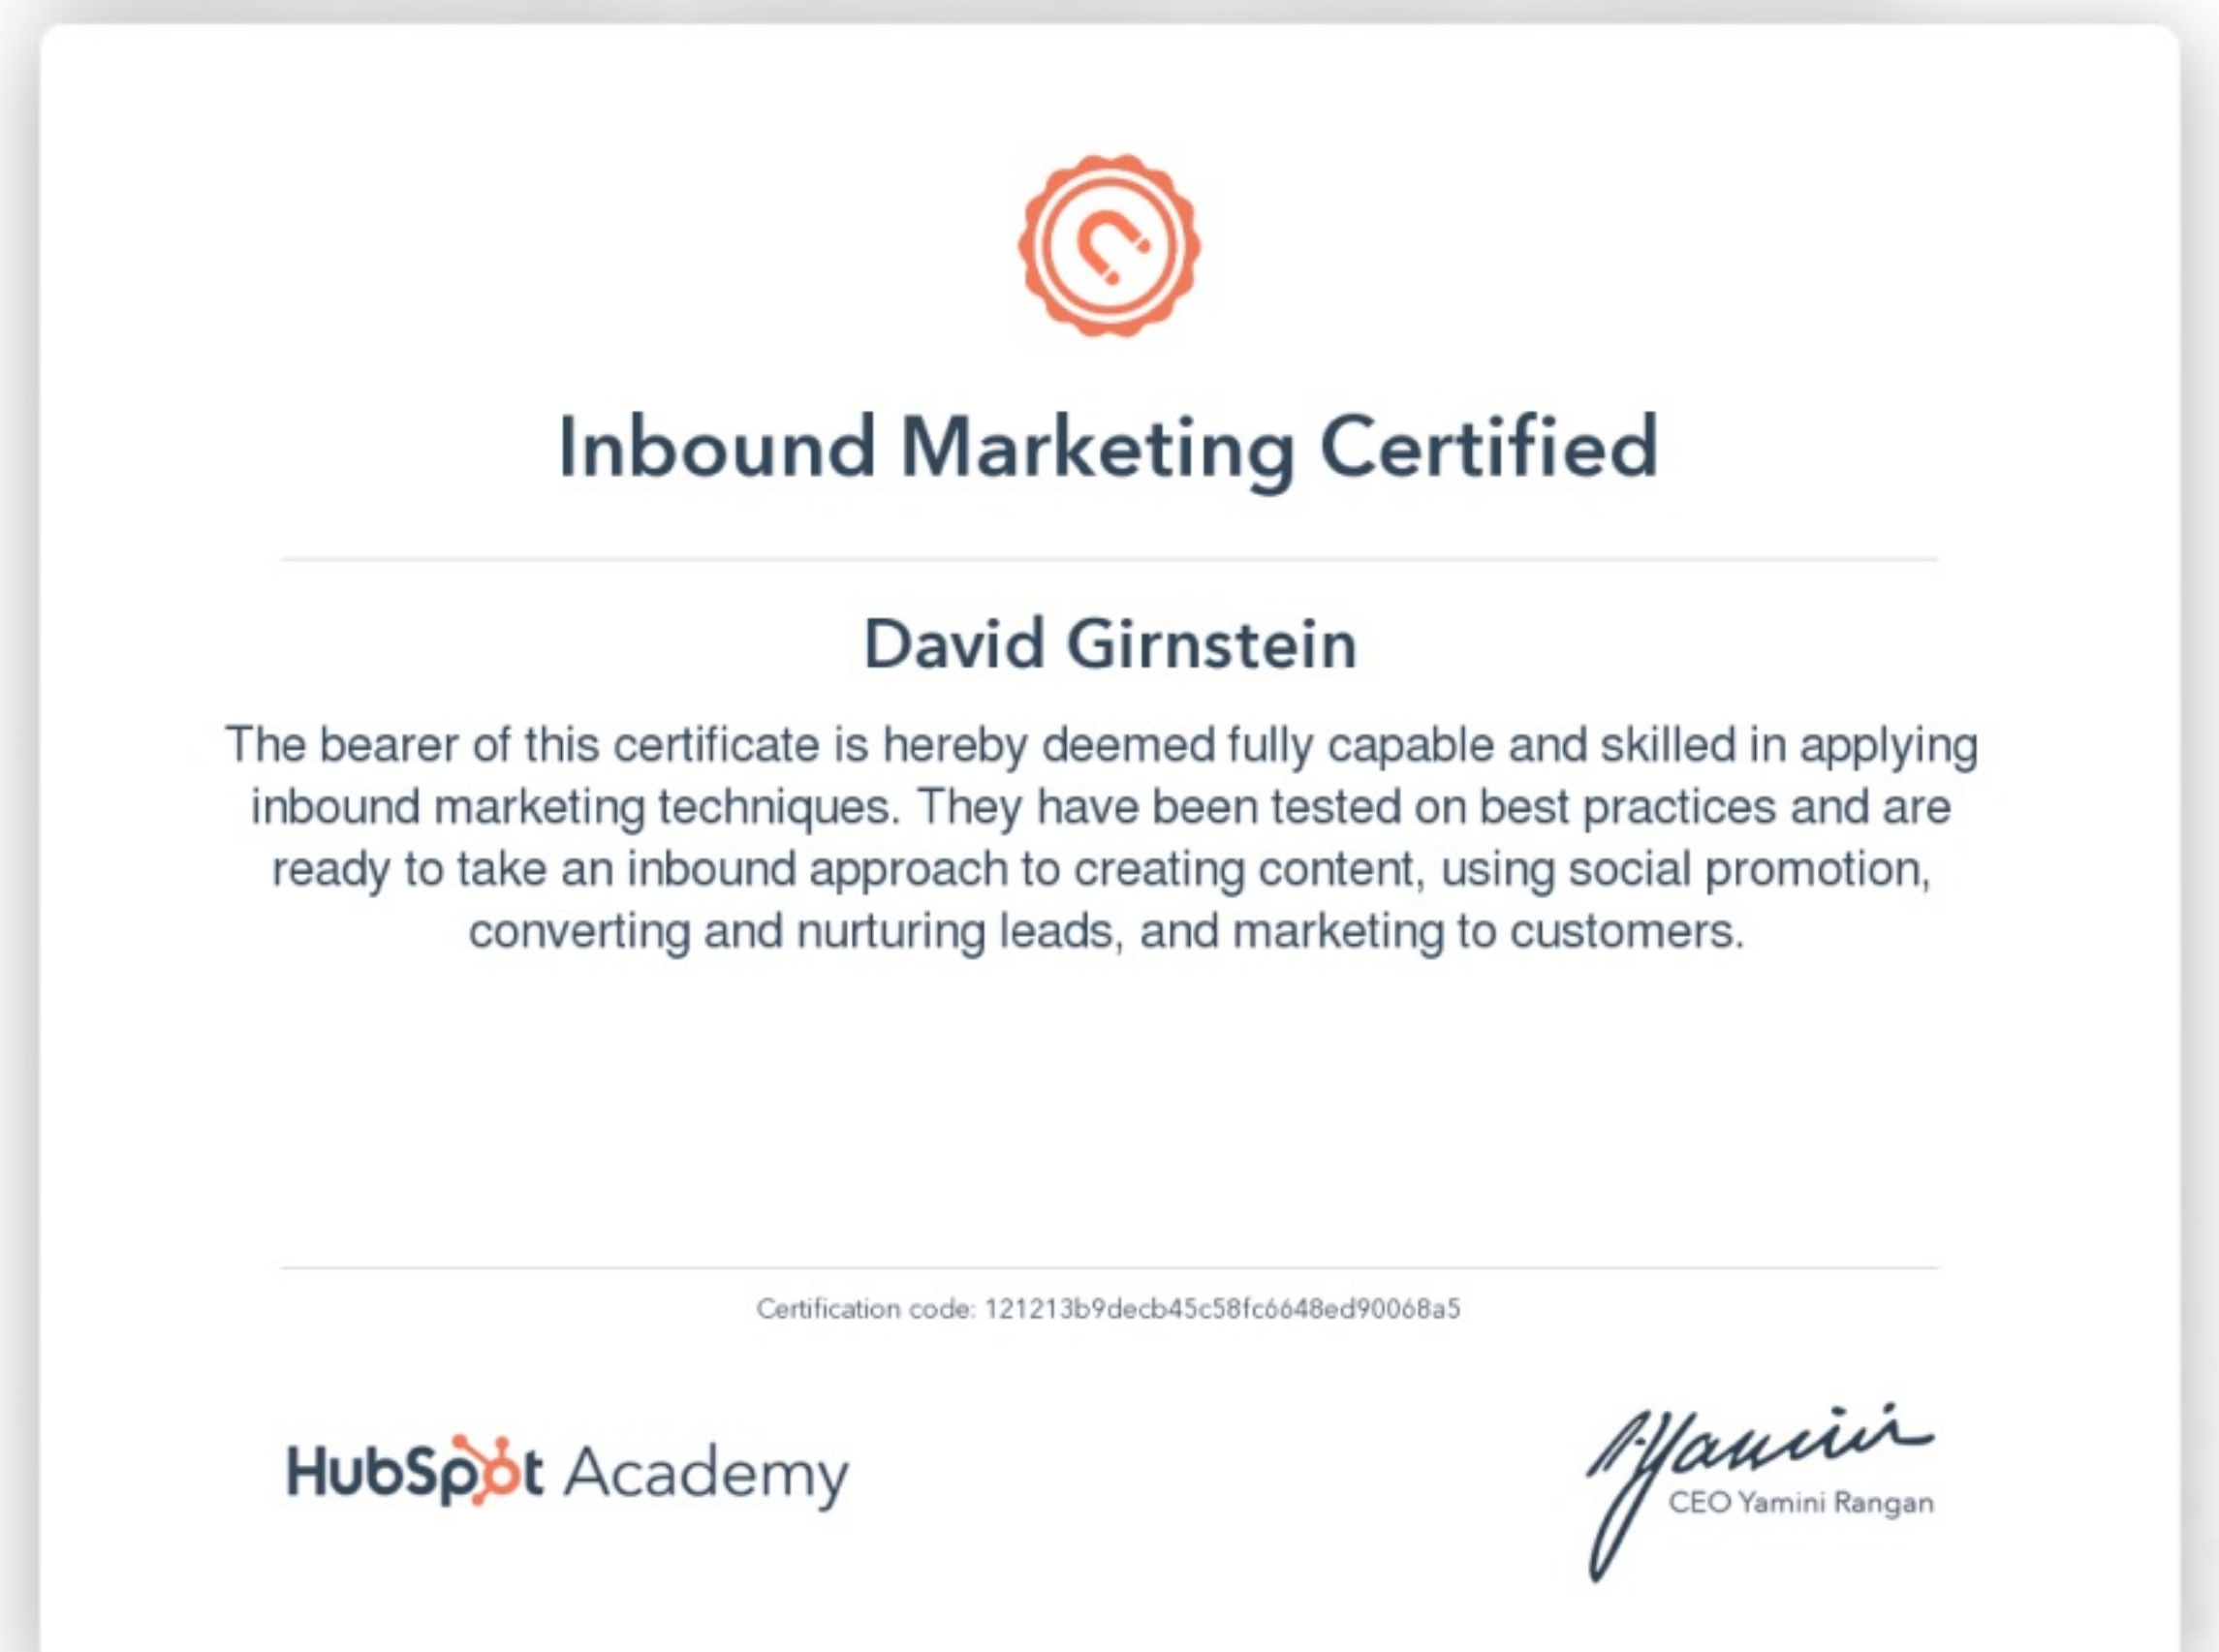 Inbound Marketing Certified
David Girnstein
The bearer of this certificate is hereby deemed fully capable and skilled in applying
inbound marketing techniques. They have been tested on best practices and are
ready to take an inbound approach to creating content, using social promotion,
converting and nurturing leads, and marketing to customers.
Certification code: 121213b9decb45c58fc6648ed90068a5
HubSpot Academy
Yamini
CEO Yamini Rangan